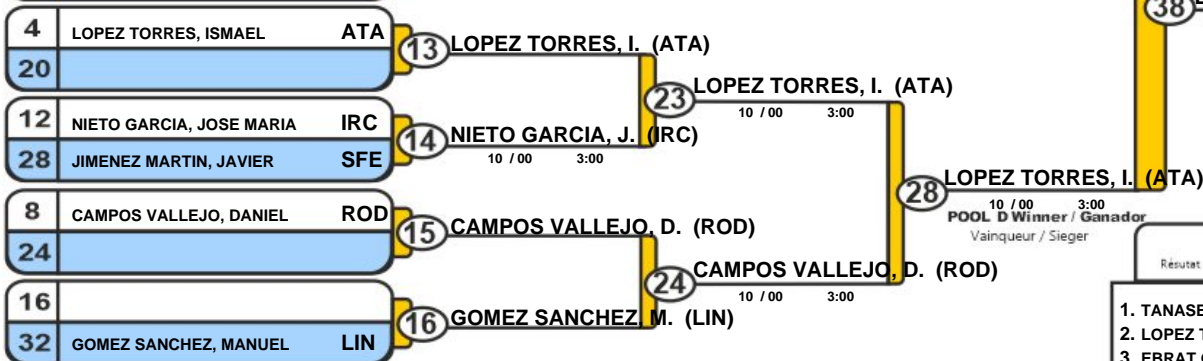 38
4 LOPEZ TORRES, ISMAEL ATA
20
13 LOPEZ TORRES, I. (ATA)
12 NIETO GARCIA, JOSE MARIA IRC
28 JIMENEZ MARTIN, JAVIER SFE
14 NIETO GARCIA, J. (IRC)
10 / 00 3:00
23 LOPEZ TORRES, I. (ATA)
10 / 00 3:00
8 CAMPOS VALLEJO, DANIEL ROD
24
15 CAMPOS VALLEJO, D. (ROD)
16
32 GOMEZ SANCHEZ, MANUEL LIN
16 GOMEZ SANCHEZ, M. (LIN)
24 CAMPOS VALLEJO, D. (ROD)
10 / 00 3:00
28 LOPEZ TORRES, I. (ATA)
10 / 00 3:00
POOL D Winner / Ganador
Vainqueur / Sieger
Résutat
1. TANASE
2. LOPEZ T
3. EBRAT